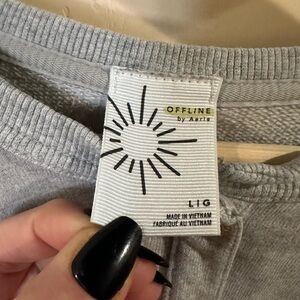 OFFLINE
by Aerie
L I G
MADE IN VIETNAM
FABRIQUÉ AU VIETNAM